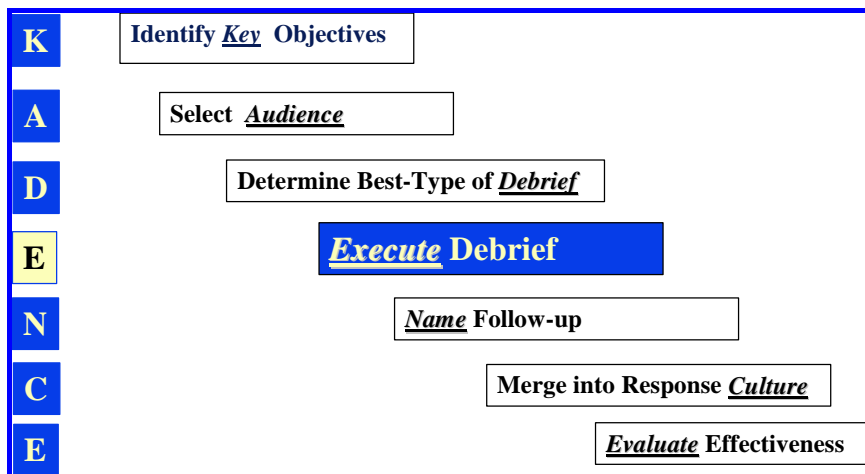 K Identify Key Objectives
A Select Audience
D Determine Best-Type of Debrief
E Execute Debrief
N Name Follow-up
C Merge into Response Culture
E Evaluate Effectiveness